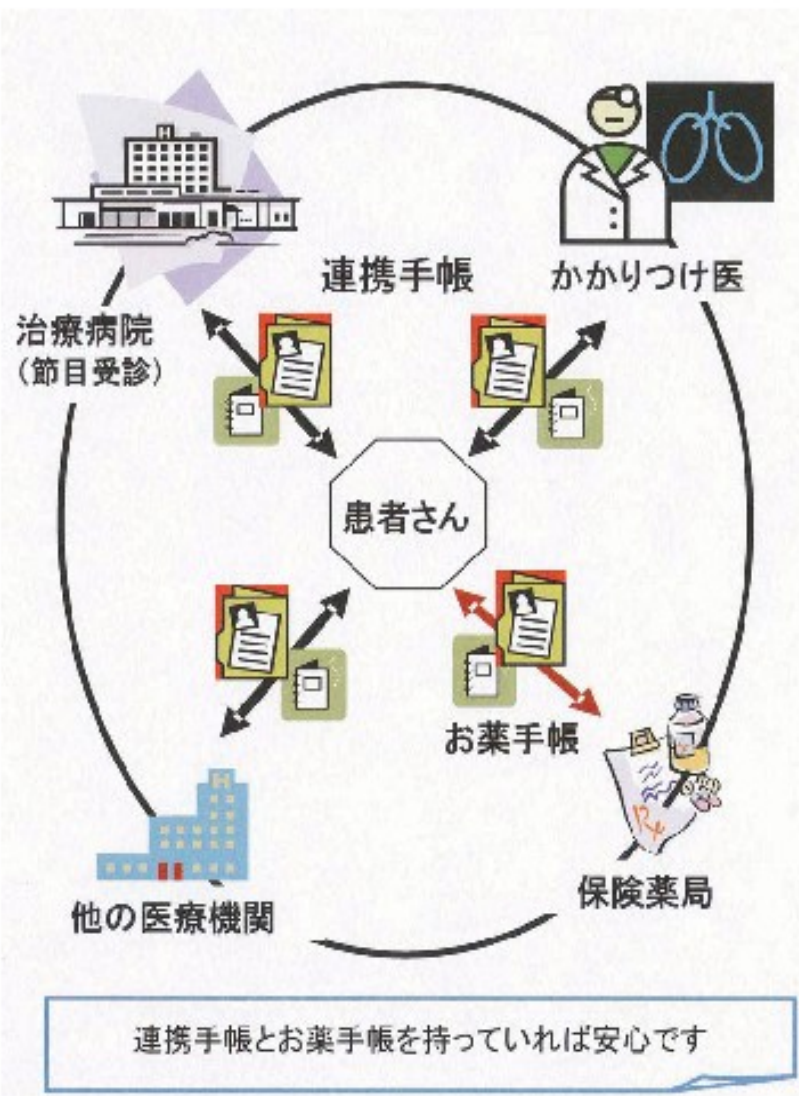 連携手帳
かかりつけ医
治療病院
（節目受診）
患者さん
お薬手帳
保険薬局
他の医療機関
連携手帳とお薬手帳を持っていれば安心です